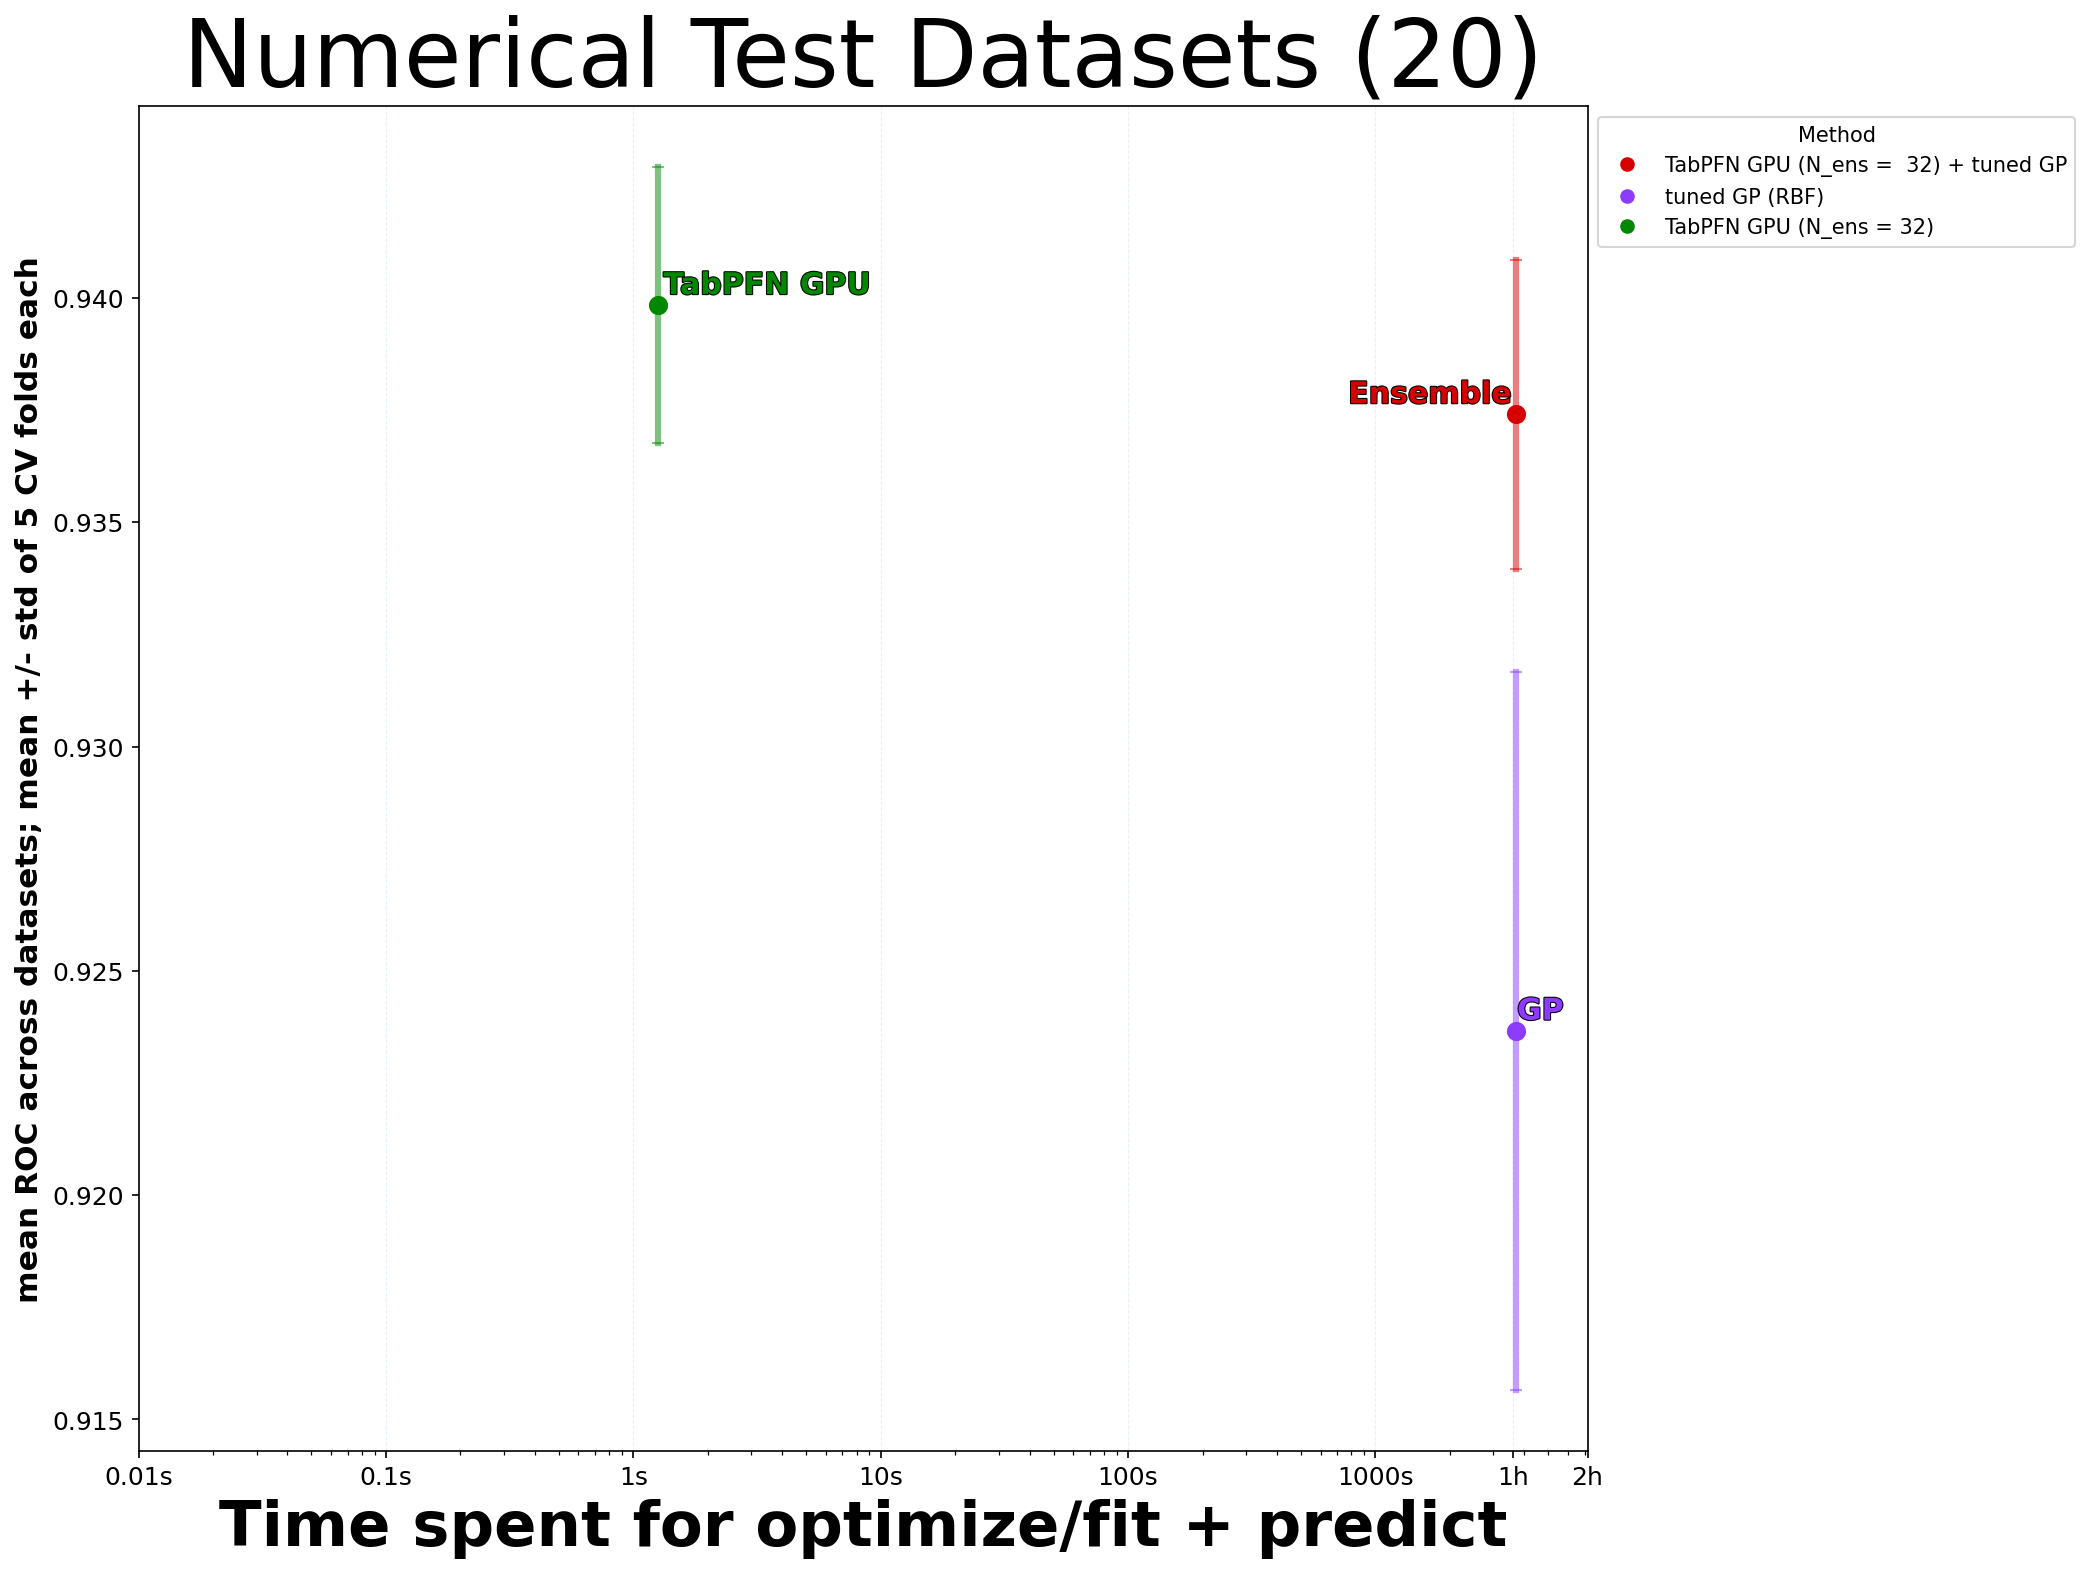 Numerical Test Datasets (20)
mean ROC across datasets; mean +/- std of 5 CV folds each
0.940
0.935
0.930
0.925
0.920
0.915
TabPFN GPU
Ensemble
GP
0.01s
0.1s
1s
10s
100s
1000s
1h
2h
Time spent for optimize/fit + predict
Method
TabPFN GPU (N_ens =  32) + tuned GP
tuned GP (RBF)
TabPFN GPU (N_ens = 32)